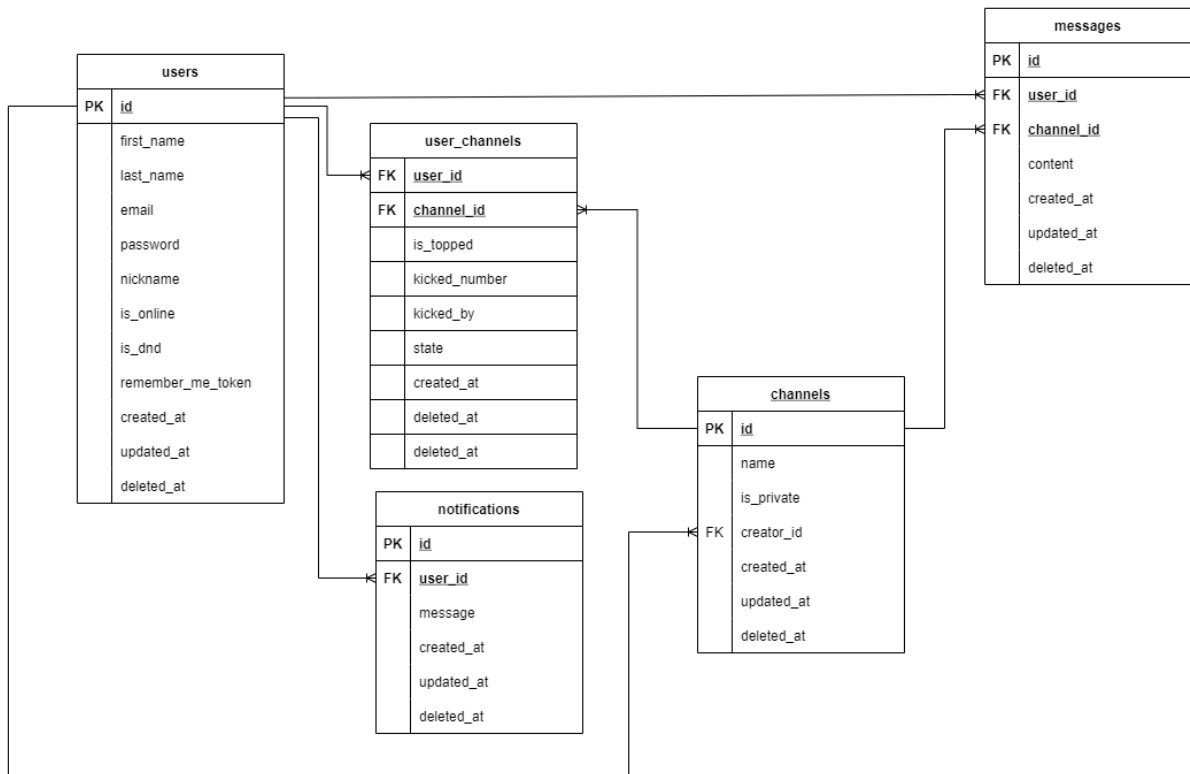 users
PK id
first_name
last_name
email
password
nickname
is_online
is_dnd
remember_me_token
created_at
updated_at
deleted_at
user_channels
FK user_id
FK channel_id
is_topped
kicked_number
kicked_by
state
created_at
deleted_at
deleted_at
notifications
PK id
FK user_id
message
created_at
updated_at
deleted_at
channels
PK id
name
is_private
FK creator_id
created_at
updated_at
deleted_at
messages
PK id
FK user_id
FK channel_id
content
created_at
updated_at
deleted_at